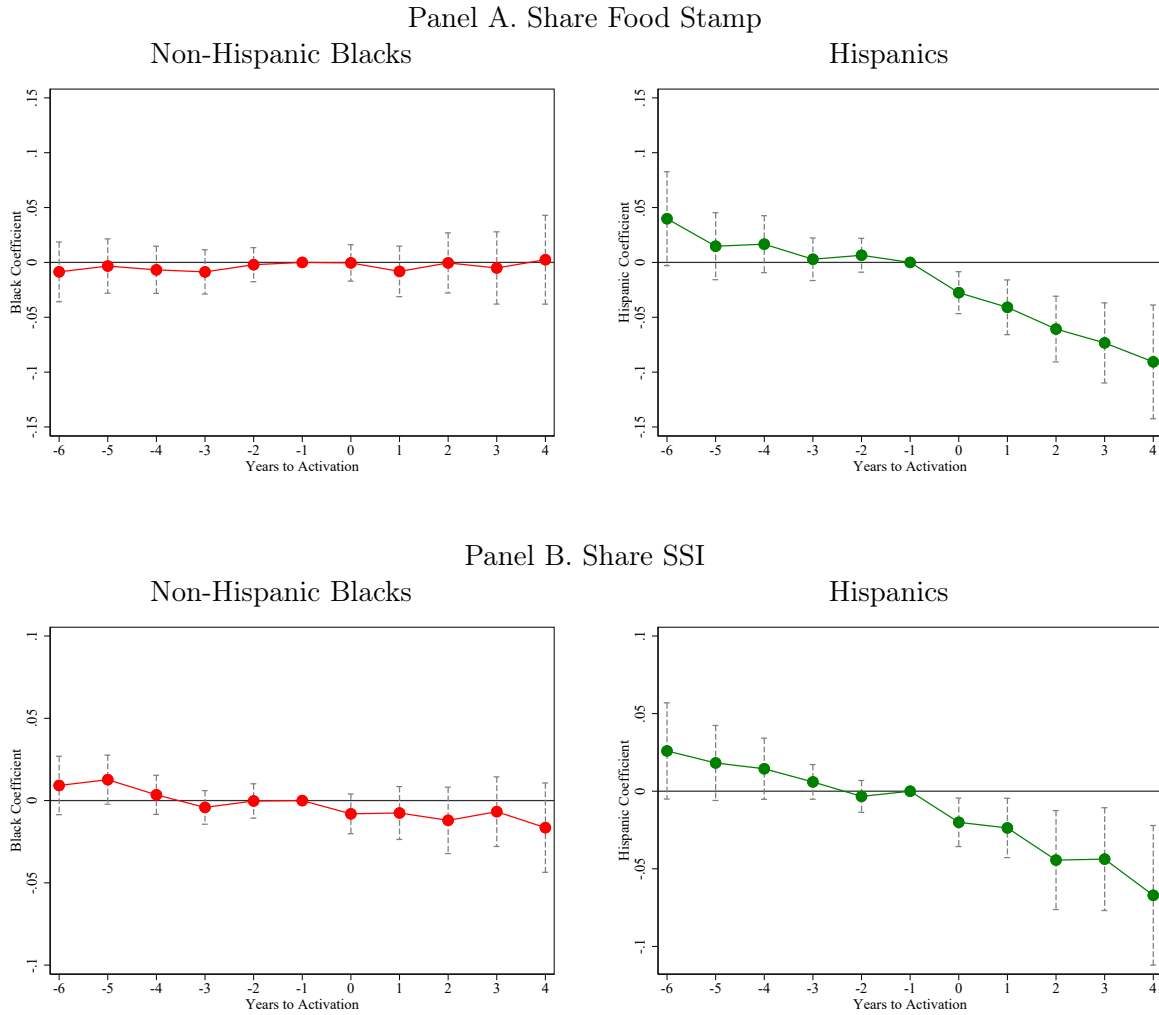 Panel A. Share Food Stamp
Non-Hispanic Blacks
Hispanics
Black Coefficient
.15
.1
.05
0
-.05
-.1
-.15
-6 -5 -4 -3 -2 -1 0 1 2 3 4
Years to Activation
Hispanic Coefficient
.15
.1
.05
0
-.05
-.1
-.15
-6 -5 -4 -3 -2 -1 0 1 2 3 4
Years to Activation
Panel B. Share SSI
Non-Hispanic Blacks
Hispanics
Black Coefficient
.1
.05
0
-.05
-.1
-6 -5 -4 -3 -2 -1 0 1 2 3 4
Years to Activation
Hispanic Coefficient
.1
.05
0
-.05
-.1
-6 -5 -4 -3 -2 -1 0 1 2 3 4
Years to Activation